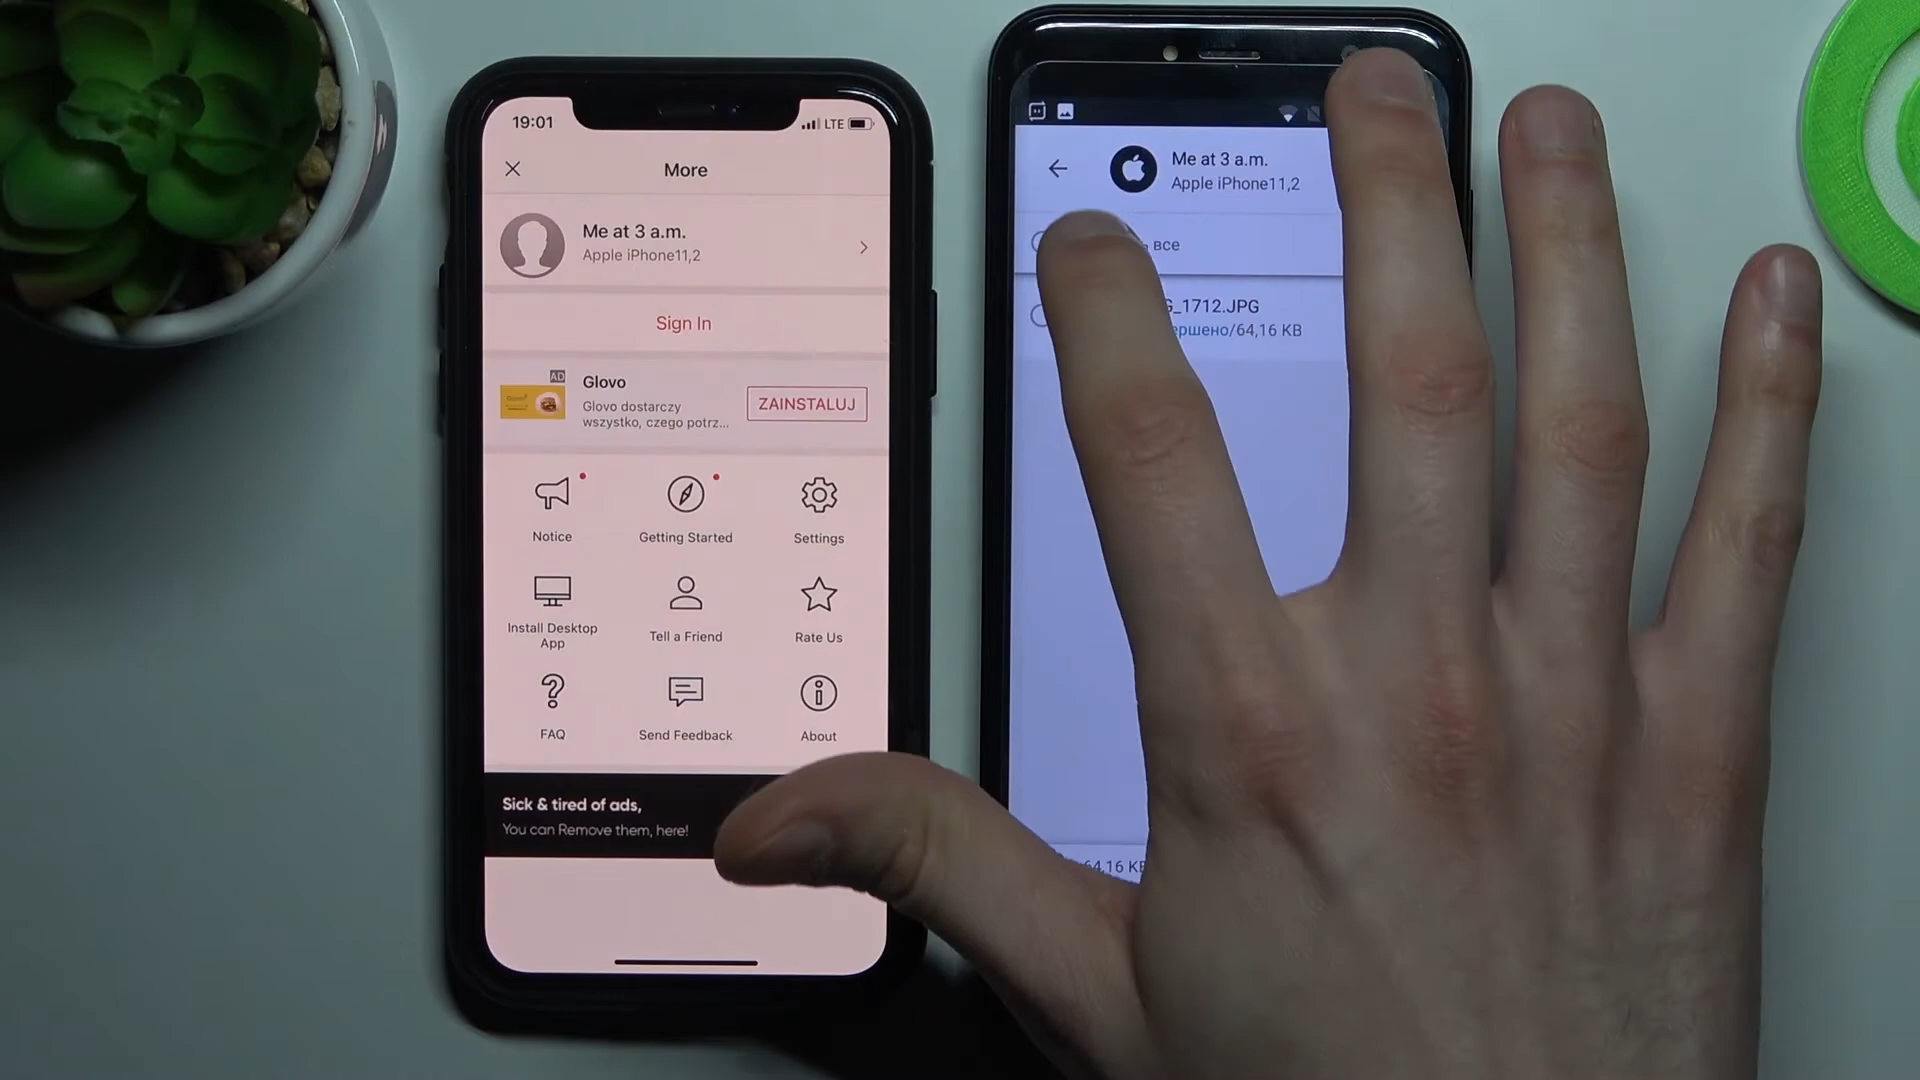 19:01
LTE
More
Me at 3 a.m.
Apple iPhone11,2
Sign In
AD
Glovo
Glovo dostarczy
wszystko, czego potrz...
ZAINSTALUJ
Notice
Getting Started
Settings
Install Desktop
App
Tell a Friend
Rate Us
FAQ
Send Feedback
About
Sick & tired of ads,
You can Remove them, here!
Me at 3 a.m.
Apple iPhone11,2
все
G_1712.JPG
ершено/64,16 KB
64,16 KB